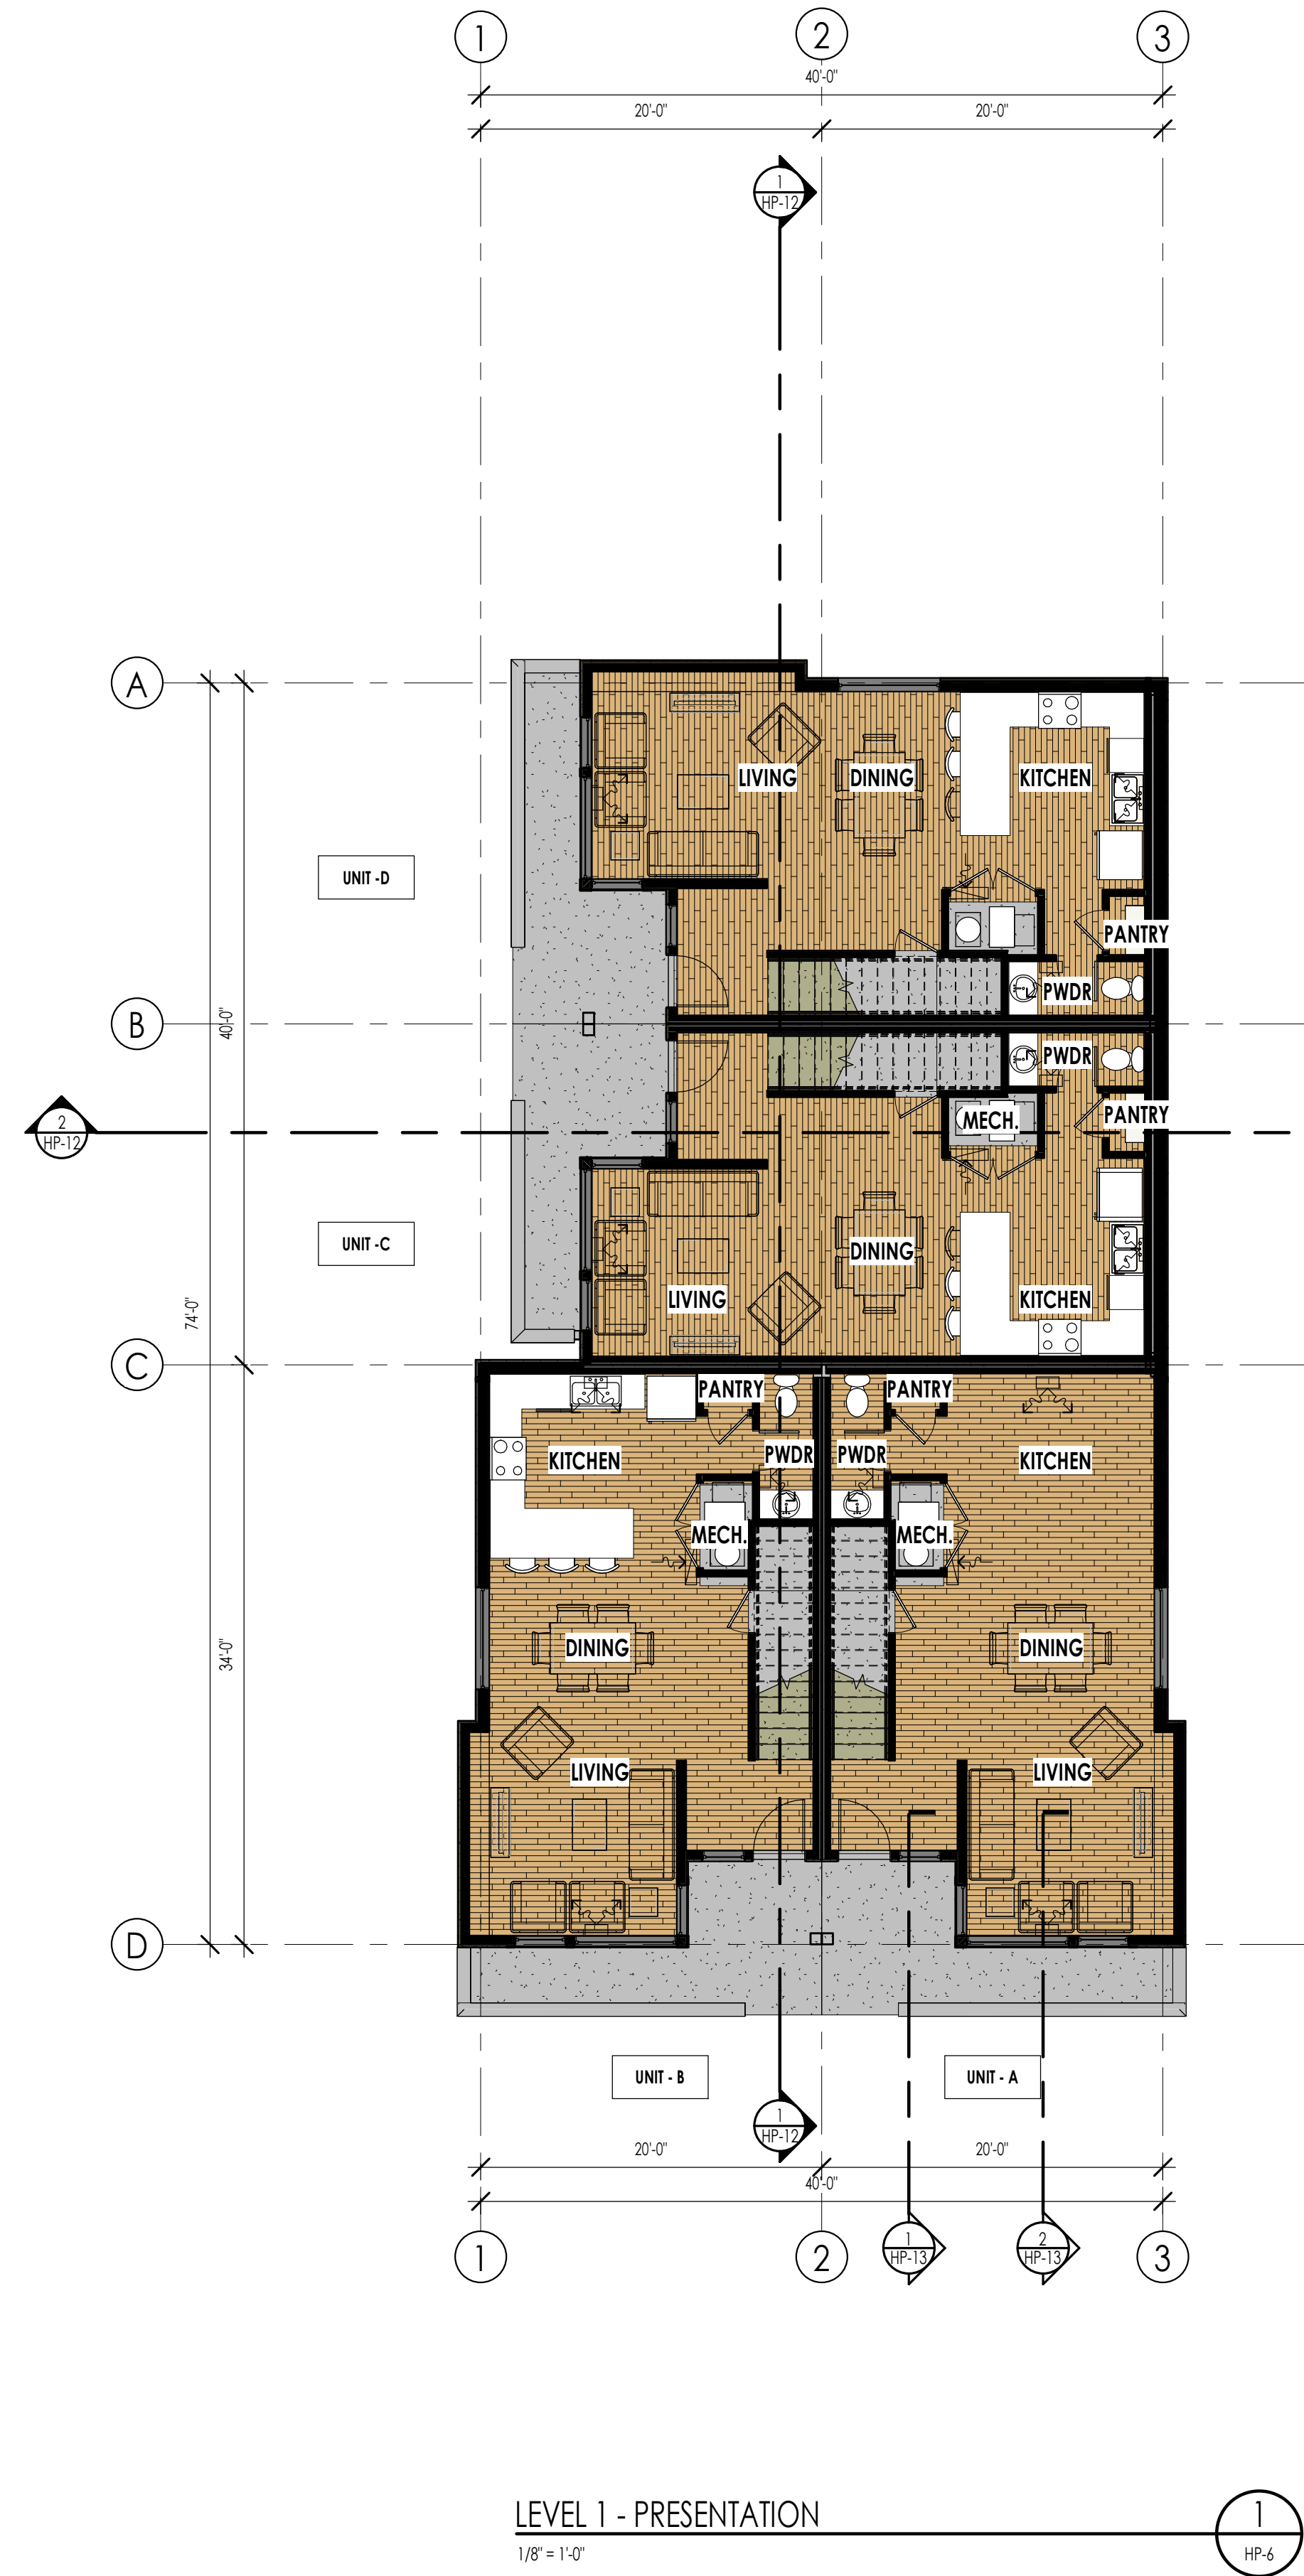 1
2
3
40'-0"
20'-0"
20'-0"
1
HP-12
A
LIVING
DINING
KITCHEN
UNIT -D
PANTRY
PWDR
B
40'-0"
PWDR
PANTRY
MECH.
2
HP-12
UNIT -C
DINING
LIVING
KITCHEN
74'-0"
C
PANTRY
PANTRY
KITCHEN
PWDR
PWDR
KITCHEN
MECH.
MECH.
34'-0"
DINING
DINING
LIVING
LIVING
D
UNIT - B
UNIT - A
1
HP-12
20'-0"
20'-0"
40'-0"
1
2
1
HP-13
2
HP-13
3
LEVEL 1 - PRESENTATION
1/8" = 1'-0"
1
HP-6